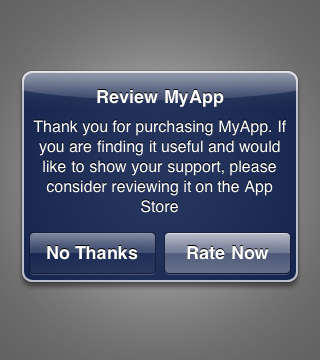 Review MyApp
Thank you for purchasing MyApp. If
you are finding it useful and would
like to show your support, please
consider reviewing it on the App
Store
No Thanks
Rate Now